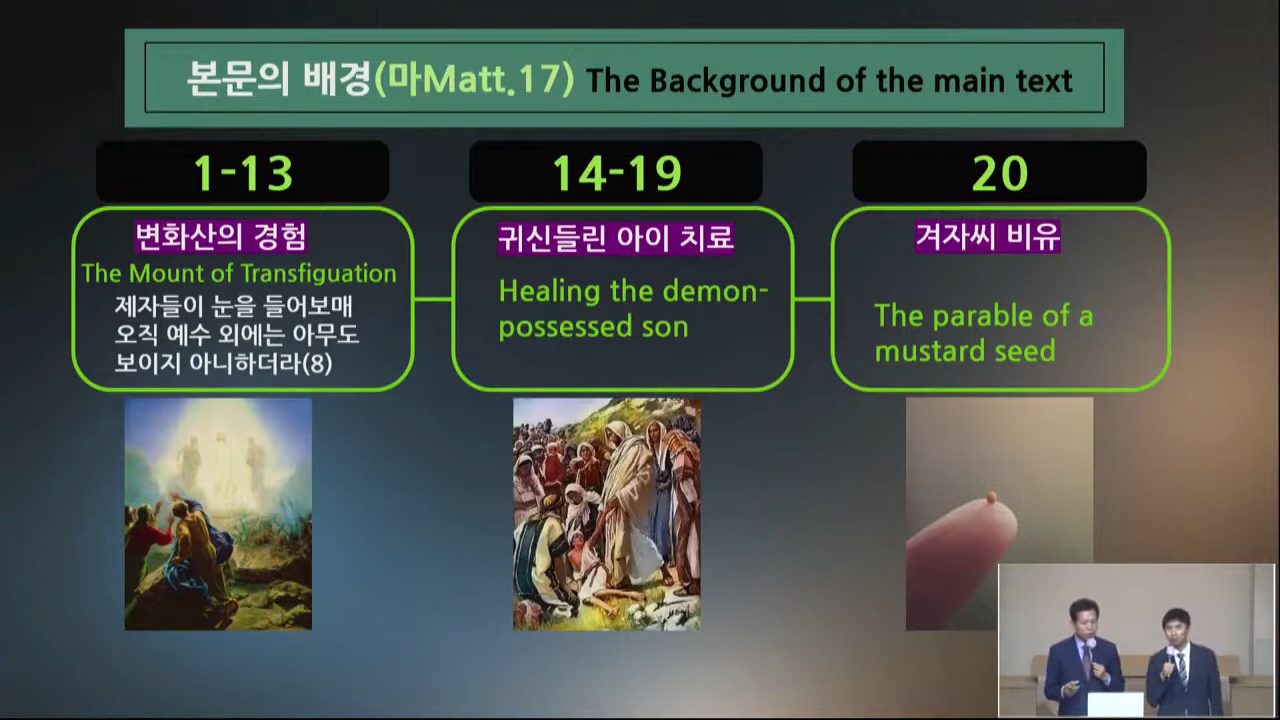 본문의 배경(마Matt.17) The Background of the main text
1-13
변화산의 경험
The Mount of Transfiguation
제자들이 눈을 들어보매
오직 예수 외에는 아무도
보이지 아니하더라(8)
14-19
귀신들린 아이 치료
Healing the demon-
possessed son
20
겨자씨 비유
The parable of a
mustard seed